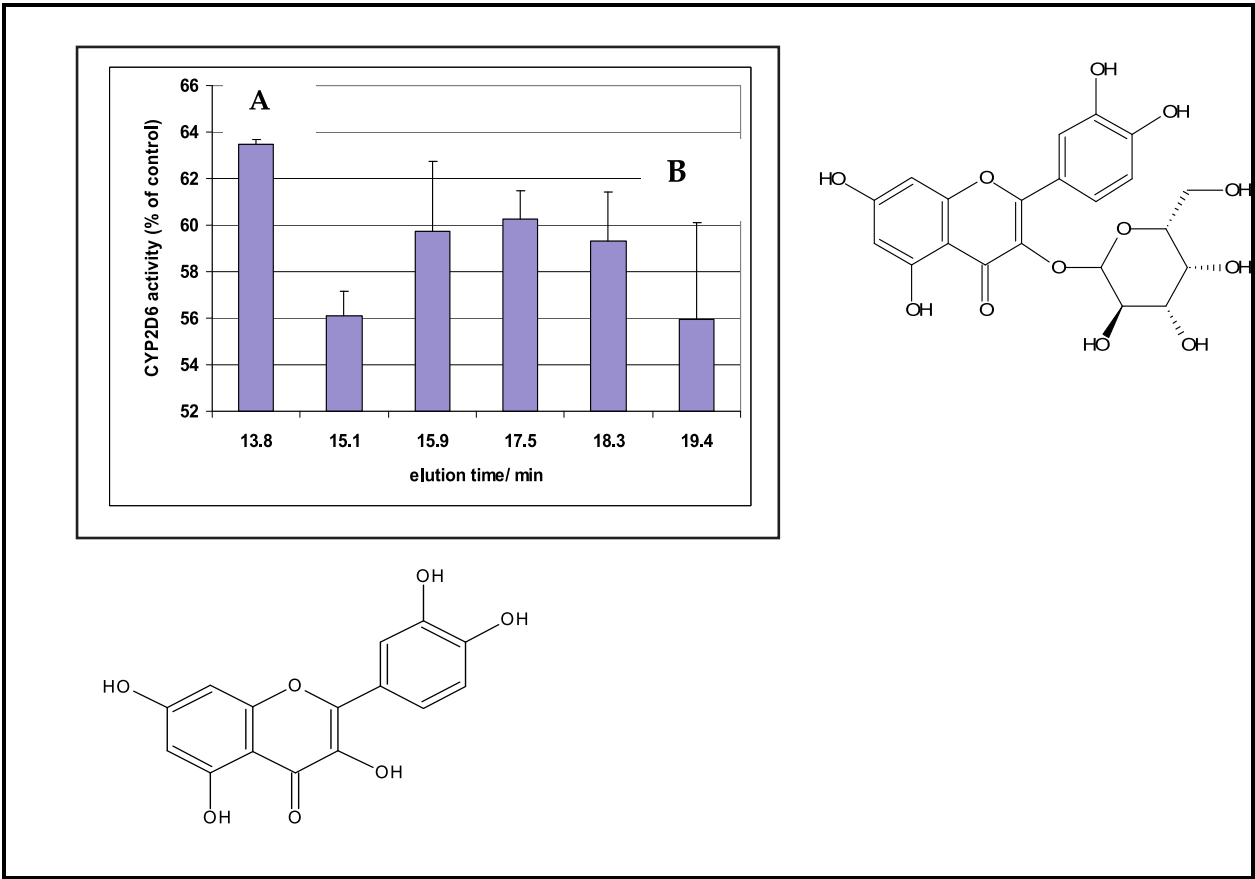 66
A
64
62
B
60
58
56
54
52
CYP2D6 activity (% of control)
13.8 15.1 15.9 17.5 18.3 19.4
elution time/ min
OH
OH
HO
O
OH
O
OH
O
OH
O
HO
OH
OH
OH
HO
O
OH
OH
O